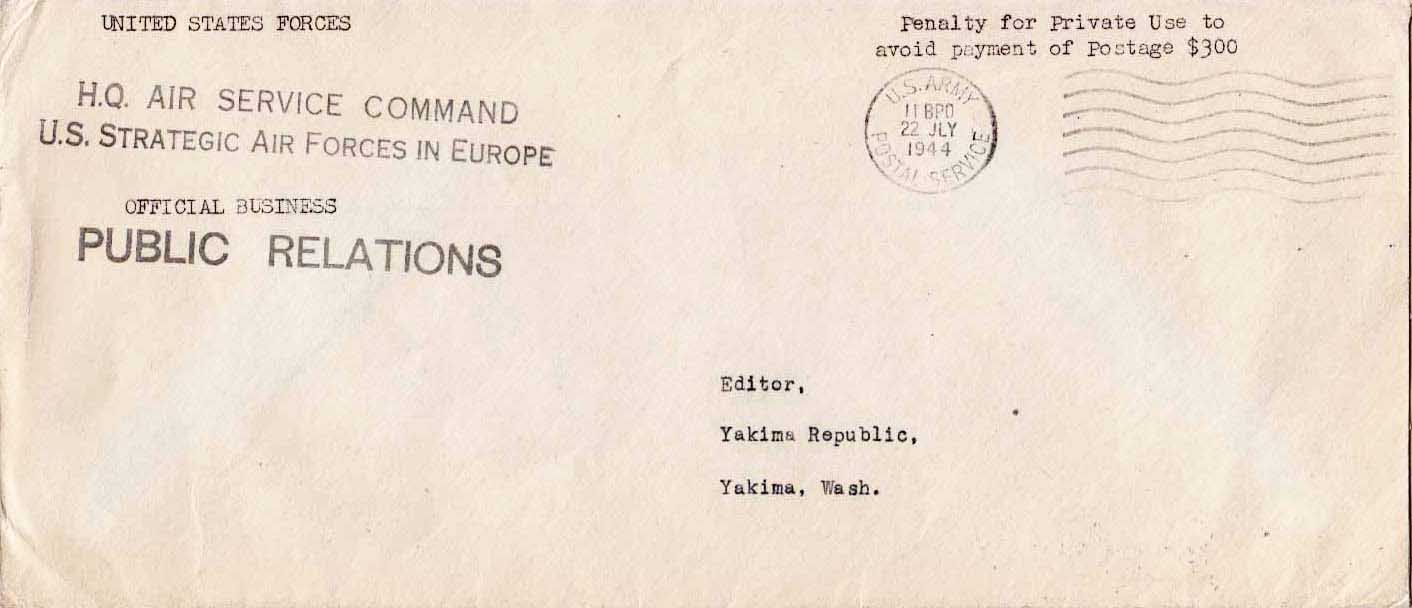 UNITED STATES FORCES
Penalty for Private Use to
avoid payment of Postage $300
H.Q. AIR SERVICE COMMAND
U.S. STRATEGIC AIR FORCES IN EUROPE
U.S. ARMY
11 BPO
22 JLY
1944
POSTAL SERVICE
OFFICIAL BUSINESS
PUBLIC RELATIONS
Editor,
Yakima Republic,
Yakima, Wash.